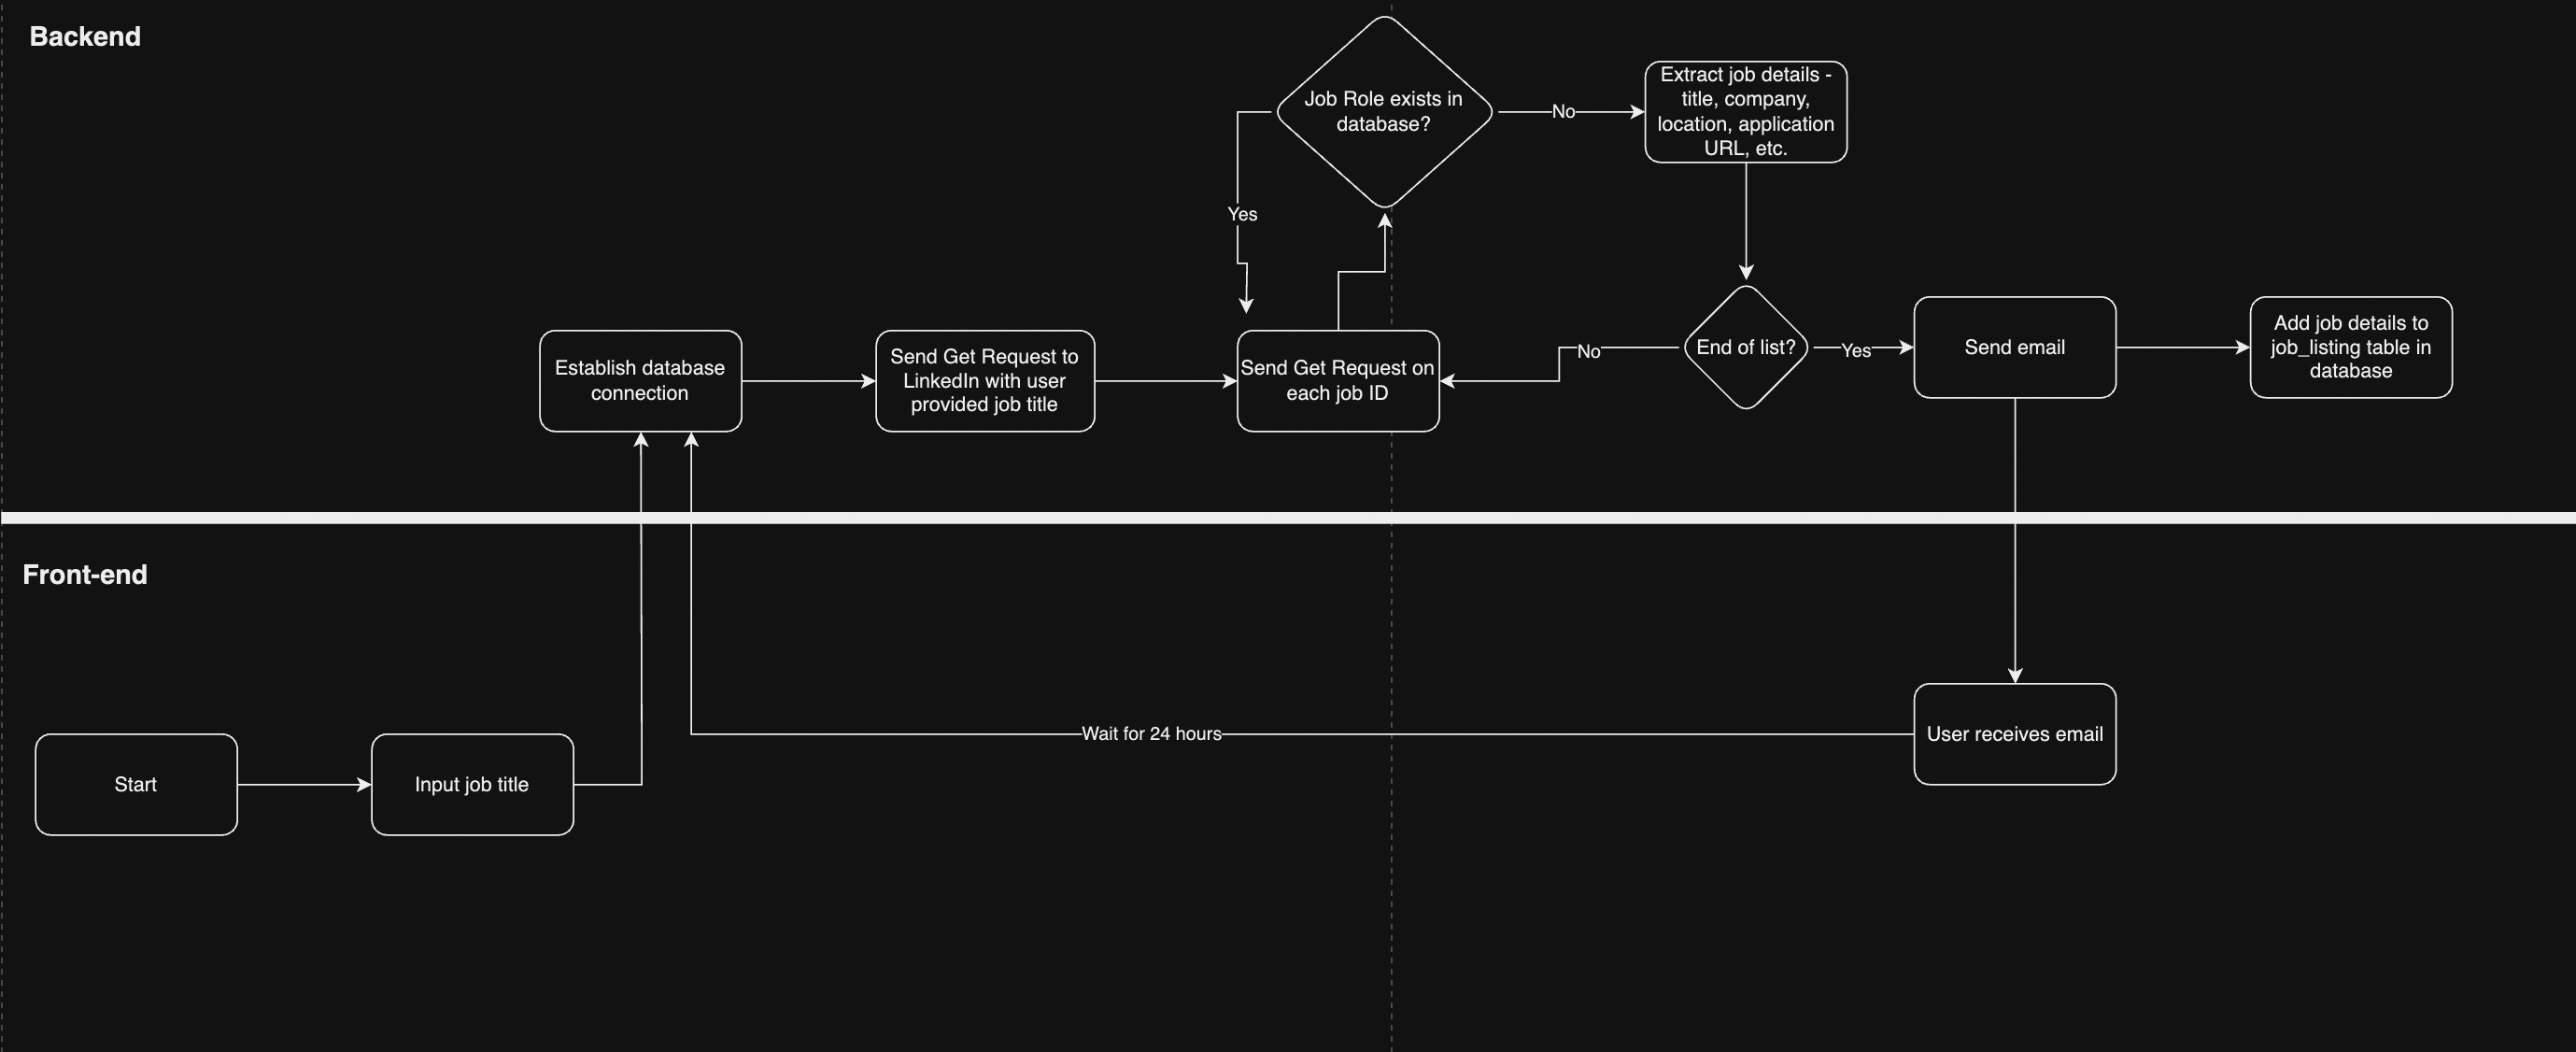 Backend
Job Role exists in
database?
No
Extract job details -
title, company,
location, application
URL, etc.
Yes
Establish database
connection
Send Get Request to
LinkedIn with user
provided job title
Send Get Request on
each job ID
No
End of list?
Yes
Send email
Add job details to
job_listing table in
database
Front-end
Start
Input job title
Wait for 24 hours
User receives email